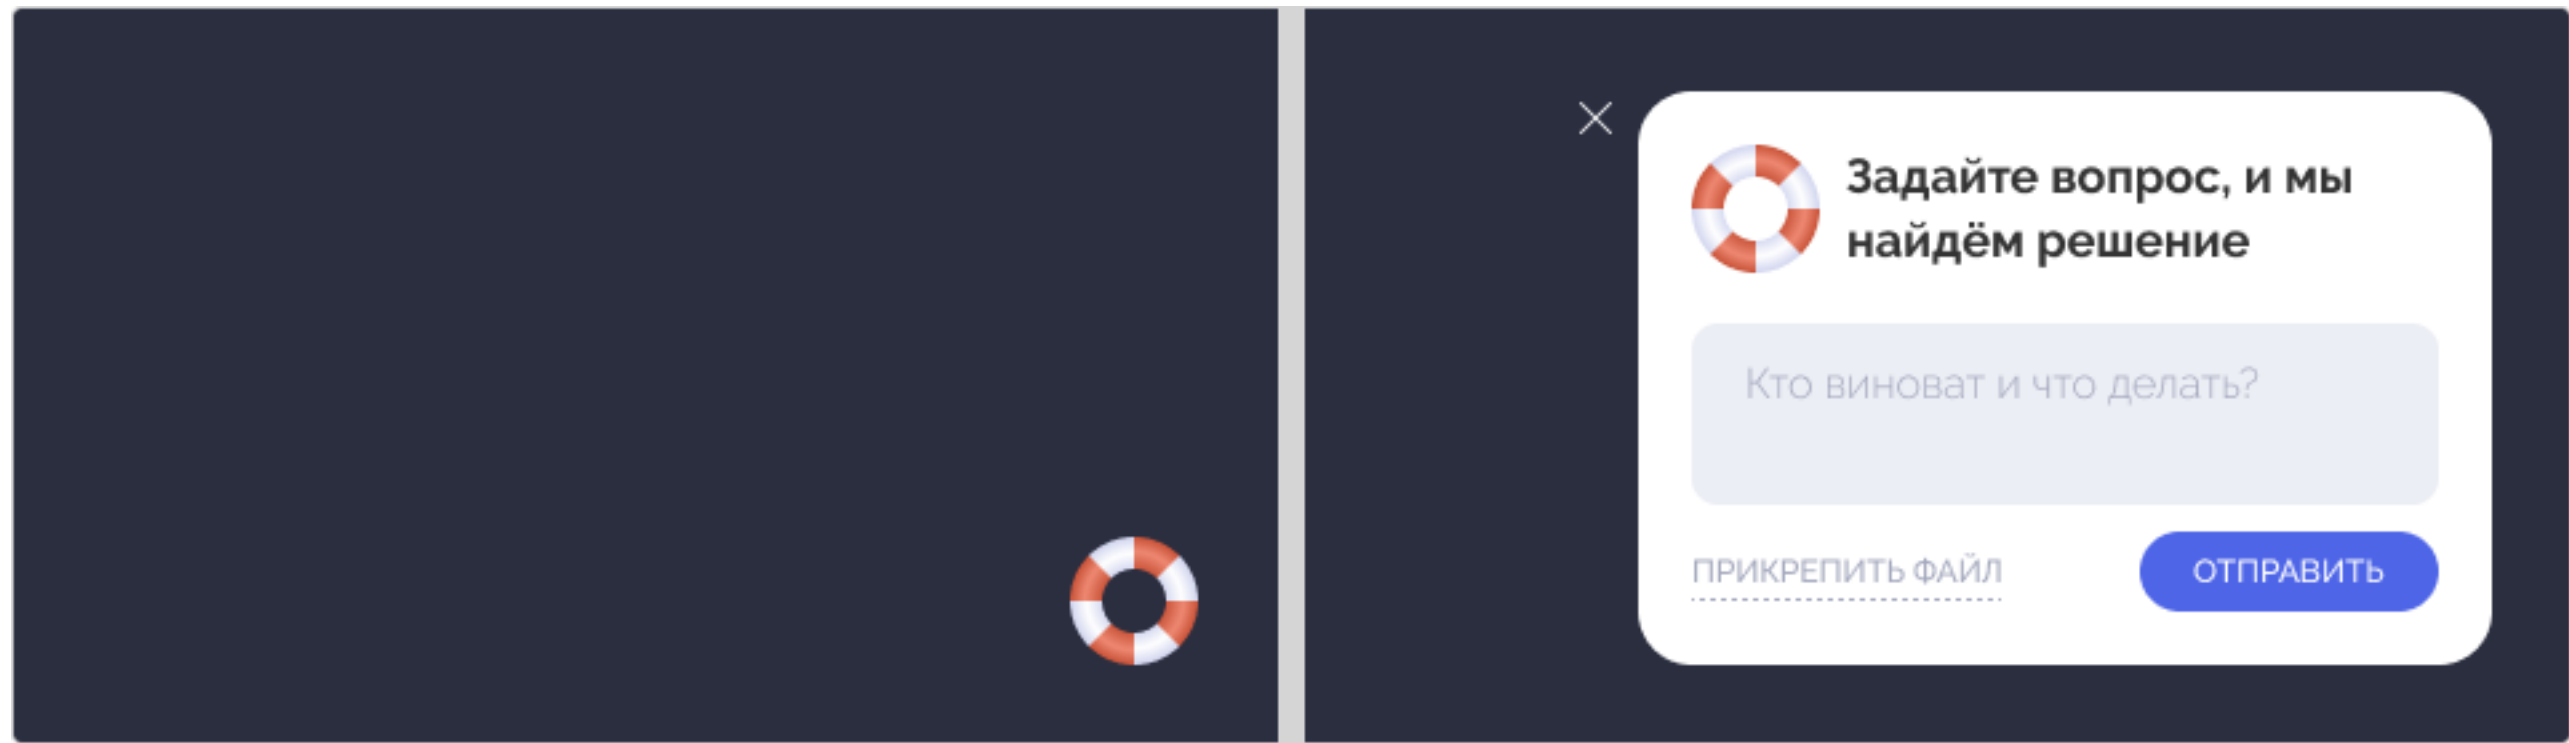 Задайте вопрос, и мы
найдём решение
Кто виноват и что делать?
ПРИКРЕПИТЬ ФАЙЛ
ОТПРАВИТЬ